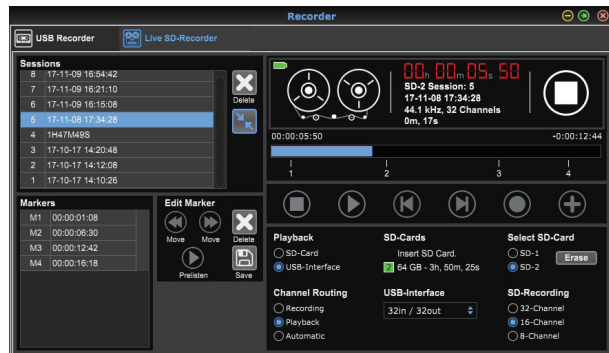 Recorder
USB Recorder
Live SD-Recorder
Sessions
8 17-11-09 16:54:42
7 17-11-09 16:21:10
6 17-11-09 16:15:08
5 17-11-08 17:34:28
4 1H47M49S
3 17-10-17 14:20:48
2 17-10-17 14:12:08
1 17-10-17 14:10:26
Delete
00h 00m 05s 50
SD-2 Session: 5
17-11-08 17:34:28
44.1 kHz, 32 Channels
0m, 17s
00:00:05:50 -0:00:12:44
1 2 3 4
Markers
M1 00:00:01:08
M2 00:00:06:30
M3 00:00:12:42
M4 00:00:16:18
Edit Marker
Move Move Delete
Prelisten Save
Playback
SD-Card
USB-Interface
SD-Cards
Insert SD Card.
2 64 GB - 3h, 50m, 25s
Select SD-Card
SD-1
SD-2
Erase
Channel Routing
Recording
Playback
Automatic
USB-Interface
32in / 32out
SD-Recording
32-Channel
16-Channel
8-Channel